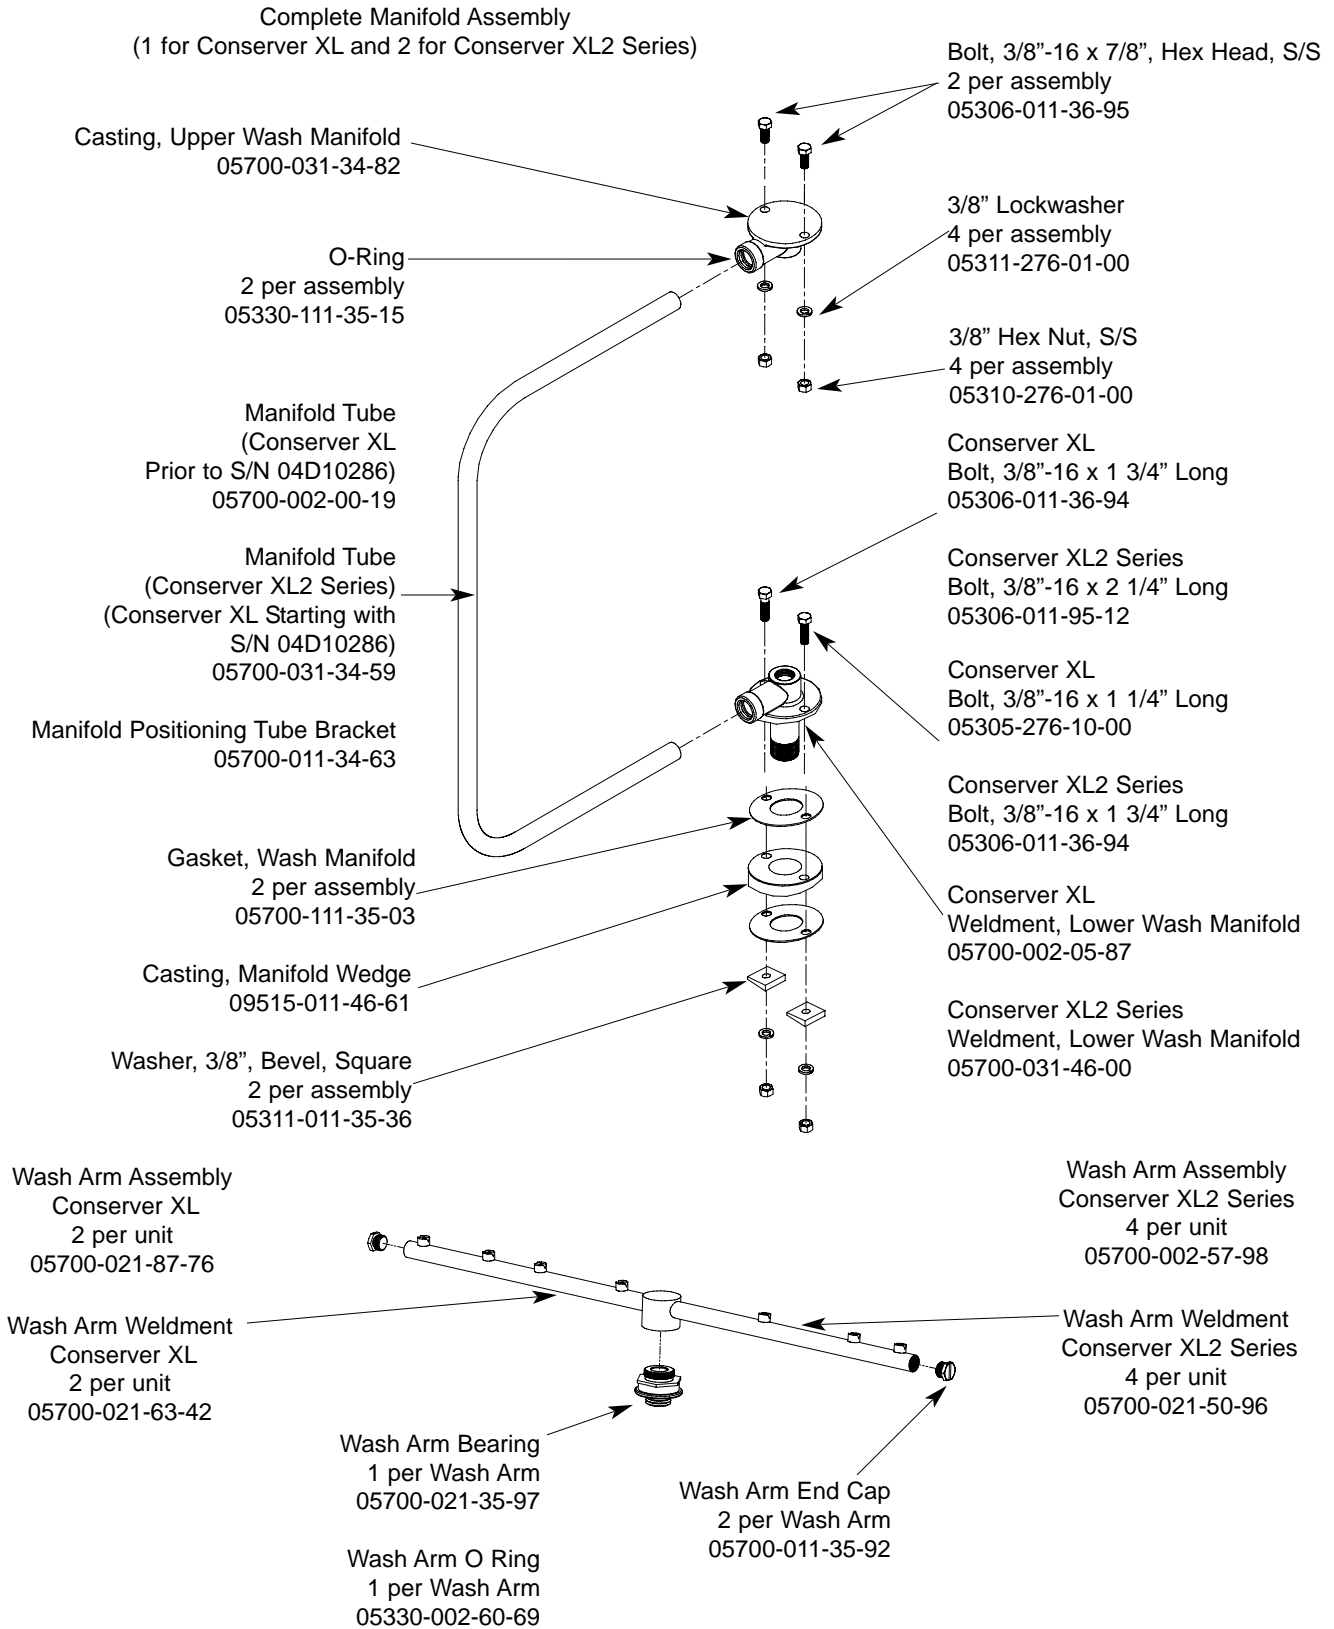 Complete Manifold Assembly
(1 for Conserver XL and 2 for Conserver XL2 Series)
Bolt, 3/8”-16 x 7/8”, Hex Head, S/S
2 per assembly
05306-011-36-95
Casting, Upper Wash Manifold
05700-031-34-82
3/8” Lockwasher
4 per assembly
05311-276-01-00
O-Ring
2 per assembly
05330-111-35-15
3/8” Hex Nut, S/S
4 per assembly
05310-276-01-00
Manifold Tube
(Conserver XL
Prior to S/N 04D10286)
05700-002-00-19
Conserver XL
Bolt, 3/8”-16 x 1 3/4” Long
05306-011-36-94
Manifold Tube
(Conserver XL2 Series)
(Conserver XL Starting with
S/N 04D10286)
05700-031-34-59
Conserver XL2 Series
Bolt, 3/8”-16 x 2 1/4” Long
05306-011-95-12
Conserver XL
Bolt, 3/8”-16 x 1 1/4” Long
05305-276-10-00
Manifold Positioning Tube Bracket
05700-011-34-63
Conserver XL2 Series
Bolt, 3/8”-16 x 1 3/4” Long
05306-011-36-94
Gasket, Wash Manifold
2 per assembly
05700-111-35-03
Conserver XL
Weldment, Lower Wash Manifold
05700-002-05-87
Casting, Manifold Wedge
09515-011-46-61
Conserver XL2 Series
Weldment, Lower Wash Manifold
05700-031-46-00
Washer, 3/8”, Bevel, Square
2 per assembly
05311-011-35-36
Wash Arm Assembly
Conserver XL
2 per unit
05700-021-87-76
Wash Arm Assembly
Conserver XL2 Series
4 per unit
05700-002-57-98
Wash Arm Weldment
Conserver XL
2 per unit
05700-021-63-42
Wash Arm Weldment
Conserver XL2 Series
4 per unit
05700-021-50-96
Wash Arm Bearing
1 per Wash Arm
05700-021-35-97
Wash Arm End Cap
2 per Wash Arm
05700-011-35-92
Wash Arm O Ring
1 per Wash Arm
05330-002-60-69